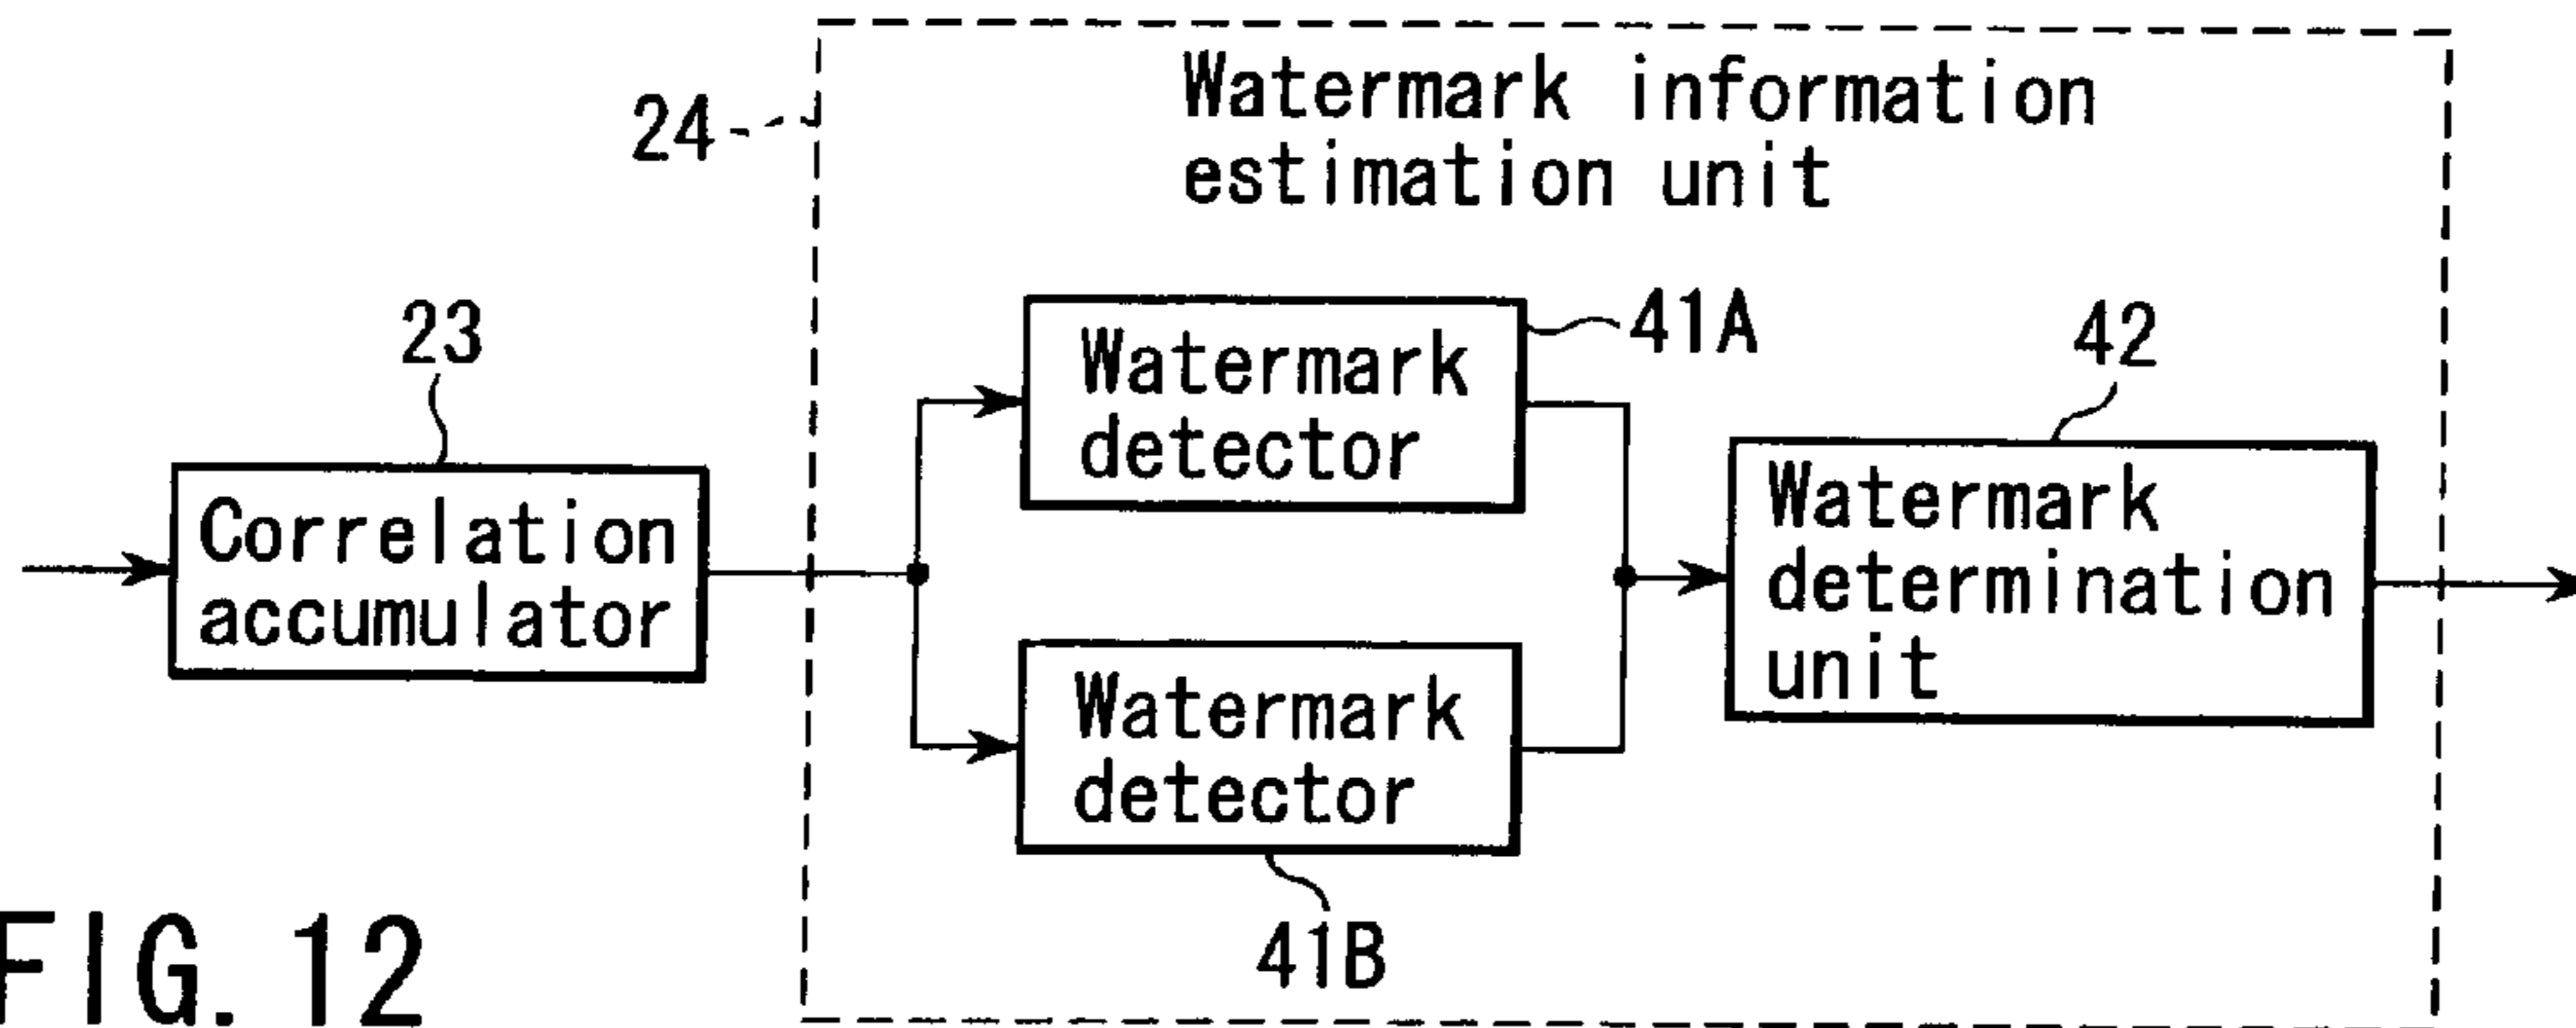 Watermark information
estimation unit
24
23
Correlation
accumulator
41A
Watermark
detector
Watermark
detector
41B
42
Watermark
determination
unit
FIG. 12